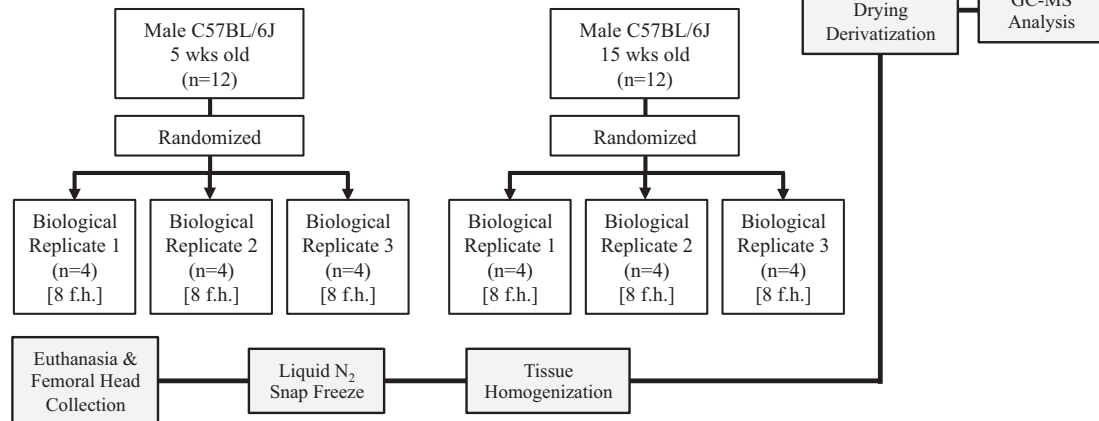 Male C57BL/6J
5 wks old
(n=12)
Randomized
Biological
Replicate 1
(n=4)
[8 f.h.]
Biological
Replicate 2
(n=4)
[8 f.h.]
Biological
Replicate 3
(n=4)
[8 f.h.]
Male C57BL/6J
15 wks old
(n=12)
Randomized
Biological
Replicate 1
(n=4)
[8 f.h.]
Biological
Replicate 2
(n=4)
[8 f.h.]
Biological
Replicate 3
(n=4)
[8 f.h.]
Euthanasia &
Femoral Head
Collection
Liquid N₂
Snap Freeze
Tissue
Homogenization
Drying
Derivatization
GC-MS
Analysis